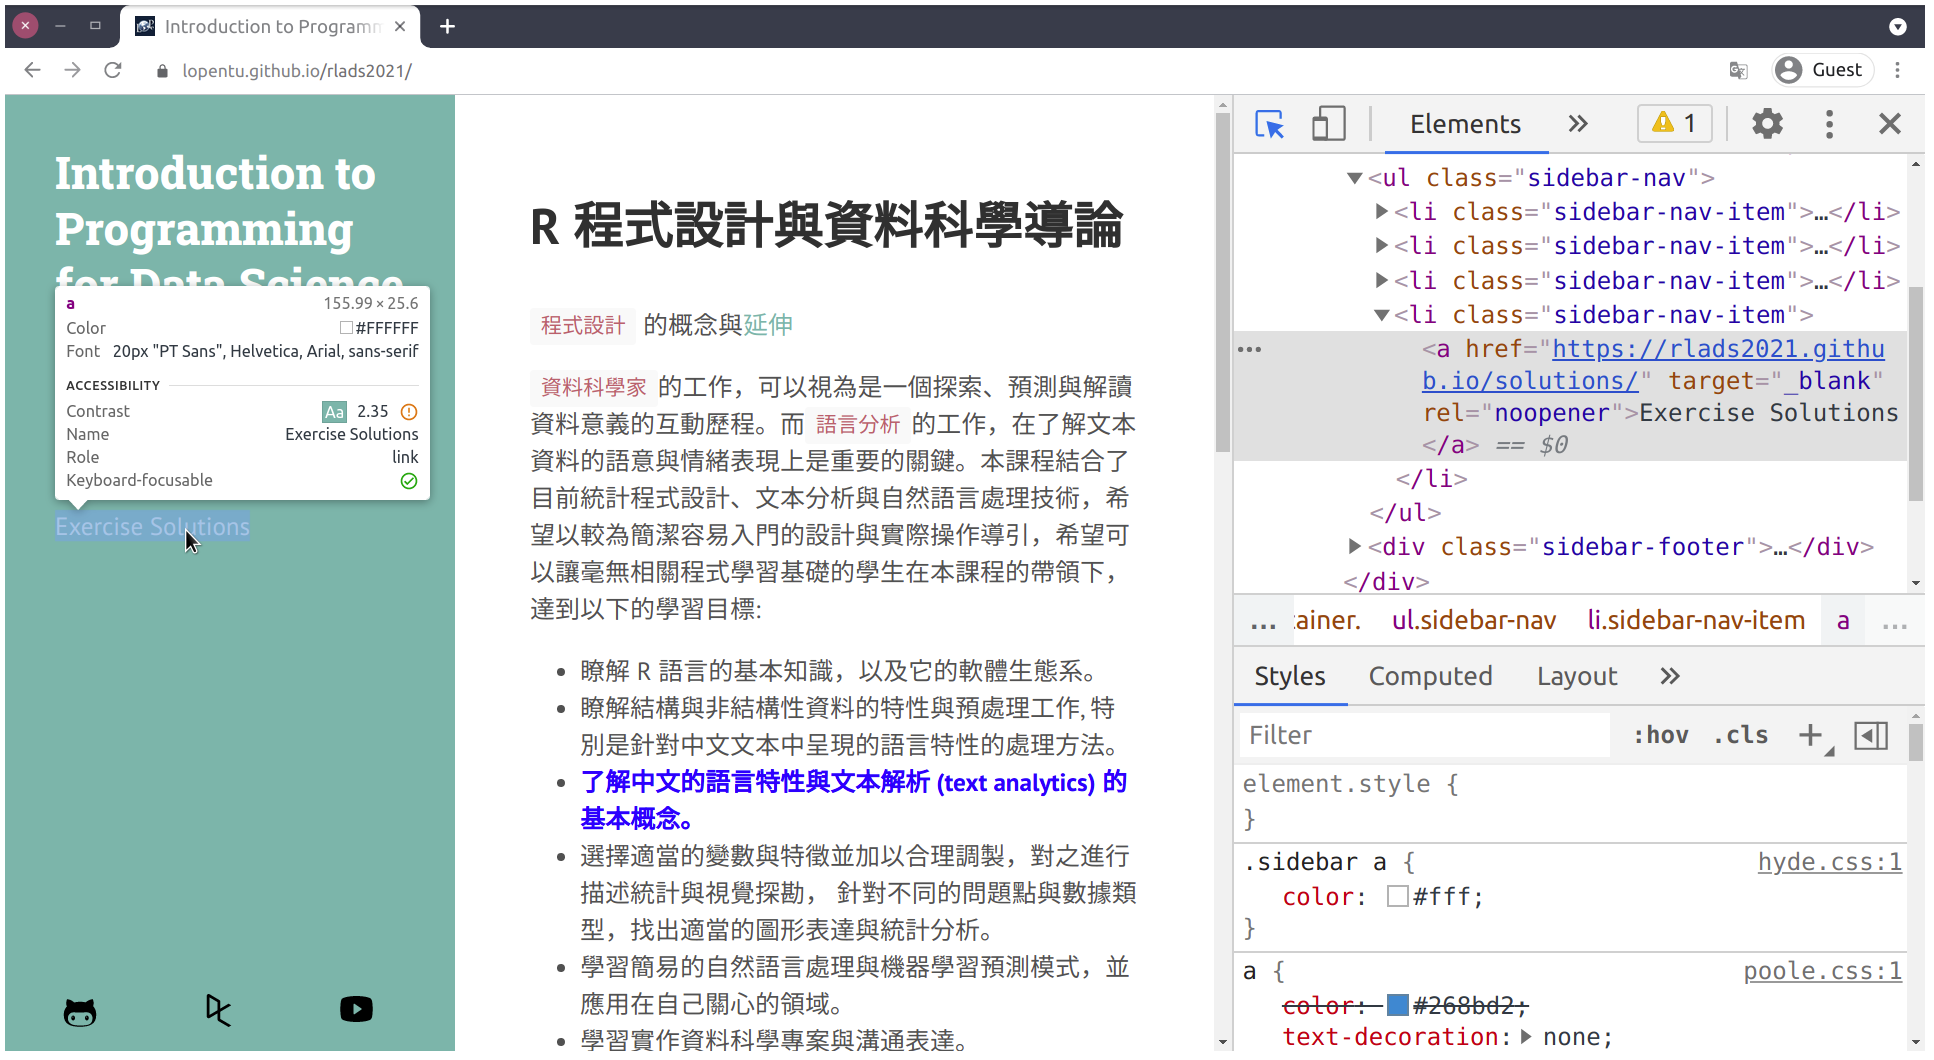 Introduction to Programm
lopentu.github.io/rlads2021/
Guest
Introduction to
Programming
for Data Science
a 155.99 × 25.6
Color #FFFFFF
Font 20px "PT Sans", Helvetica, Arial, sans-serif
ACCESSIBILITY
Contrast Aa 2.35
Name Exercise Solutions
Role link
Keyboard-focusable
Exercise Solutions
R 程式設計與資料科學導論
程式設計 的概念與延伸
資料科學家 的工作，可以視為是一個探索、預測與解讀
資料意義的互動歷程。而 語言分析 的工作，在了解文本
資料的語意與情緒表現上是重要的關鍵。本課程結合了
目前統計程式設計、文本分析與自然語言處理技術，希
望以較為簡潔容易入門的設計與實際操作導引，希望可
以讓毫無相關程式學習基礎的學生在本課程的帶領下，
達到以下的學習目標:
• 瞭解 R 語言的基本知識，以及它的軟體生態系。
• 瞭解結構與非結構性資料的特性與預處理工作, 特
別是針對中文文本中呈現的語言特性的處理方法。
• 了解中文的語言特性與文本解析 (text analytics) 的
基本概念。
• 選擇適當的變數與特徵並加以合理調製，對之進行
描述統計與視覺探勘， 針對不同的問題點與數據類
型，找出適當的圖形表達與統計分析。
• 學習簡易的自然語言處理與機器學習預測模式，並
應用在自己關心的領域。
• 學習實作資料科學專案與溝通表達。
Elements » 1
<ul class="sidebar-nav">
<li class="sidebar-nav-item">…</li>
<li class="sidebar-nav-item">…</li>
<li class="sidebar-nav-item">…</li>
<li class="sidebar-nav-item">
<a href="https://rlads2021.githu
b.io/solutions/" target="_blank"
rel="noopener">Exercise Solutions
</a> == $0
</li>
</ul>
<div class="sidebar-footer">…</div>
</div>
... :ainer. ul.sidebar-nav li.sidebar-nav-item a ...
Styles Computed Layout »
Filter :hov .cls +
element.style {
}
.sidebar a { hyde.css:1
color: #fff;
}
a { poole.css:1
color: #268bd2;
text-decoration: none;